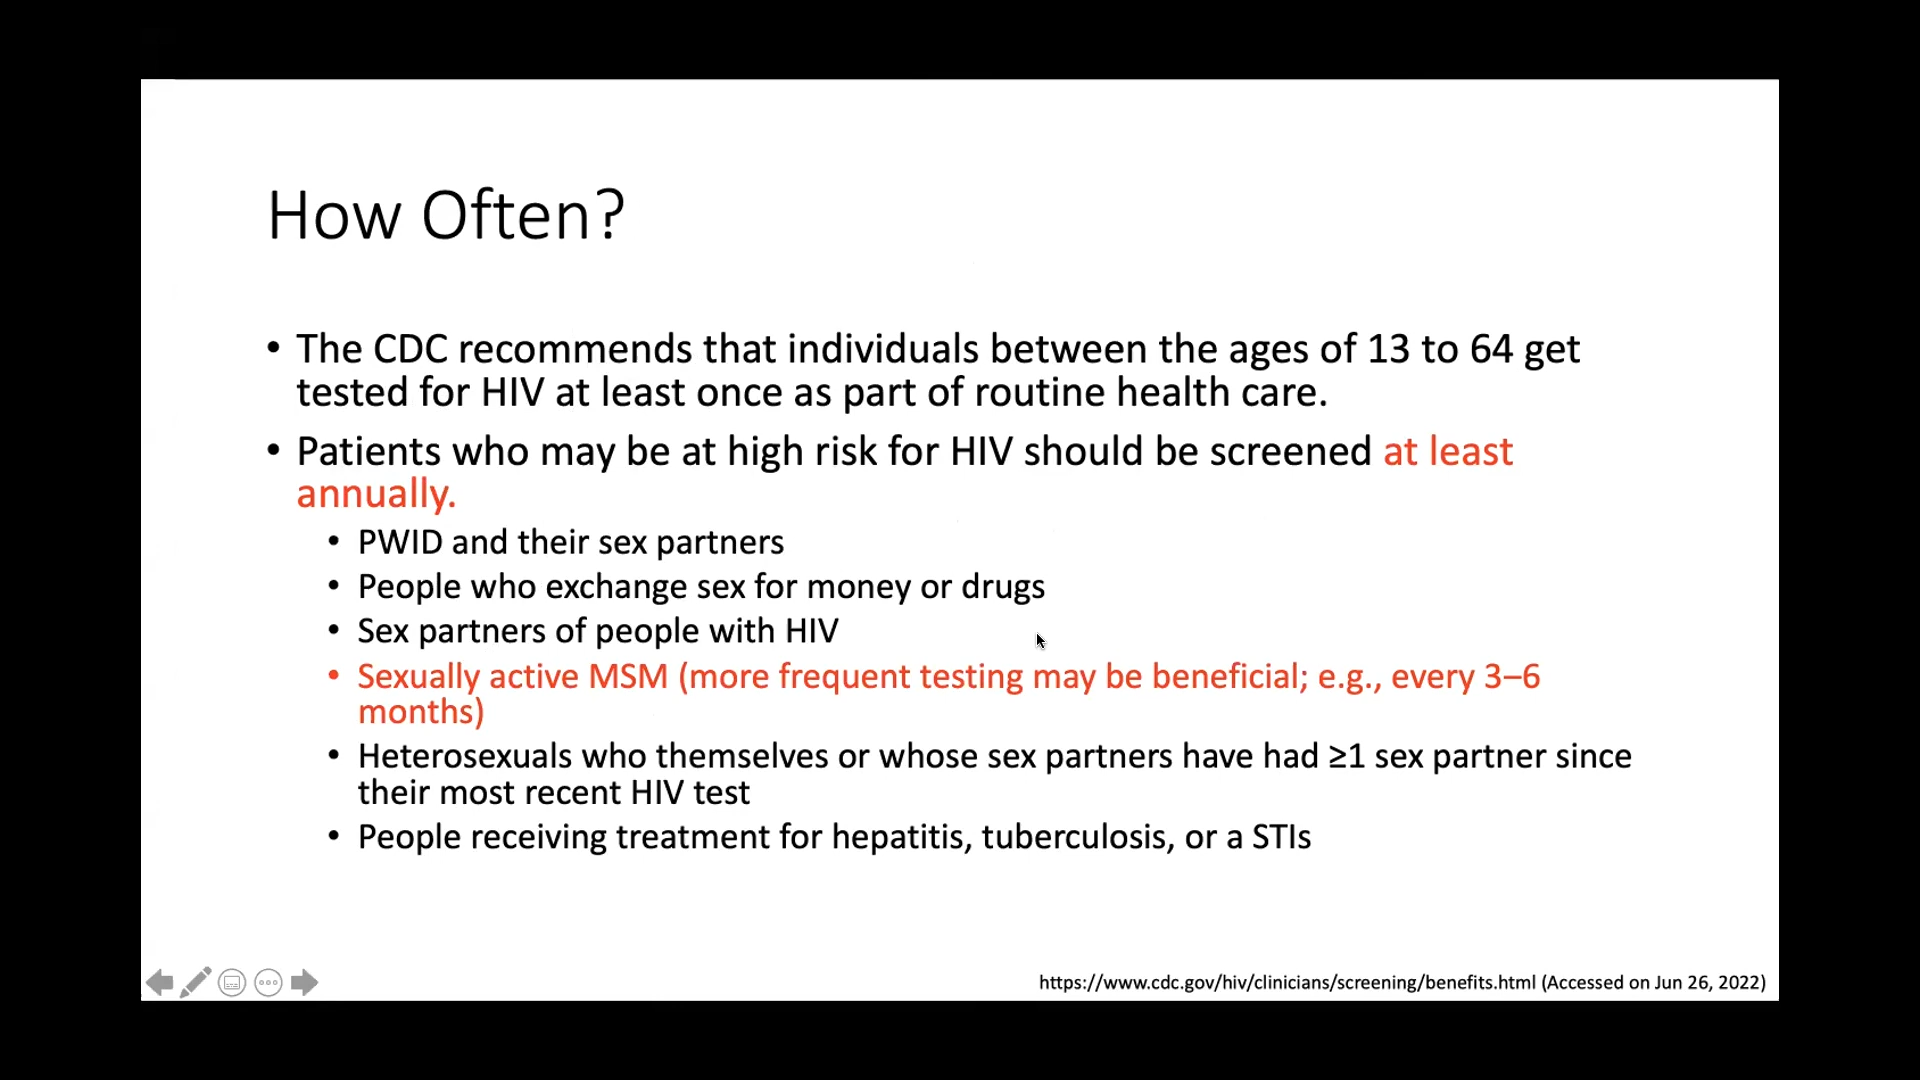 How Often?
• The CDC recommends that individuals between the ages of 13 to 64 get
tested for HIV at least once as part of routine health care.
• Patients who may be at high risk for HIV should be screened at least
annually.
• PWID and their sex partners
• People who exchange sex for money or drugs
• Sex partners of people with HIV
• Sexually active MSM (more frequent testing may be beneficial; e.g., every 3–6
months)
• Heterosexuals who themselves or whose sex partners have had ≥1 sex partner since
their most recent HIV test
• People receiving treatment for hepatitis, tuberculosis, or a STIs
https://www.cdc.gov/hiv/clinicians/screening/benefits.html (Accessed on Jun 26, 2022)